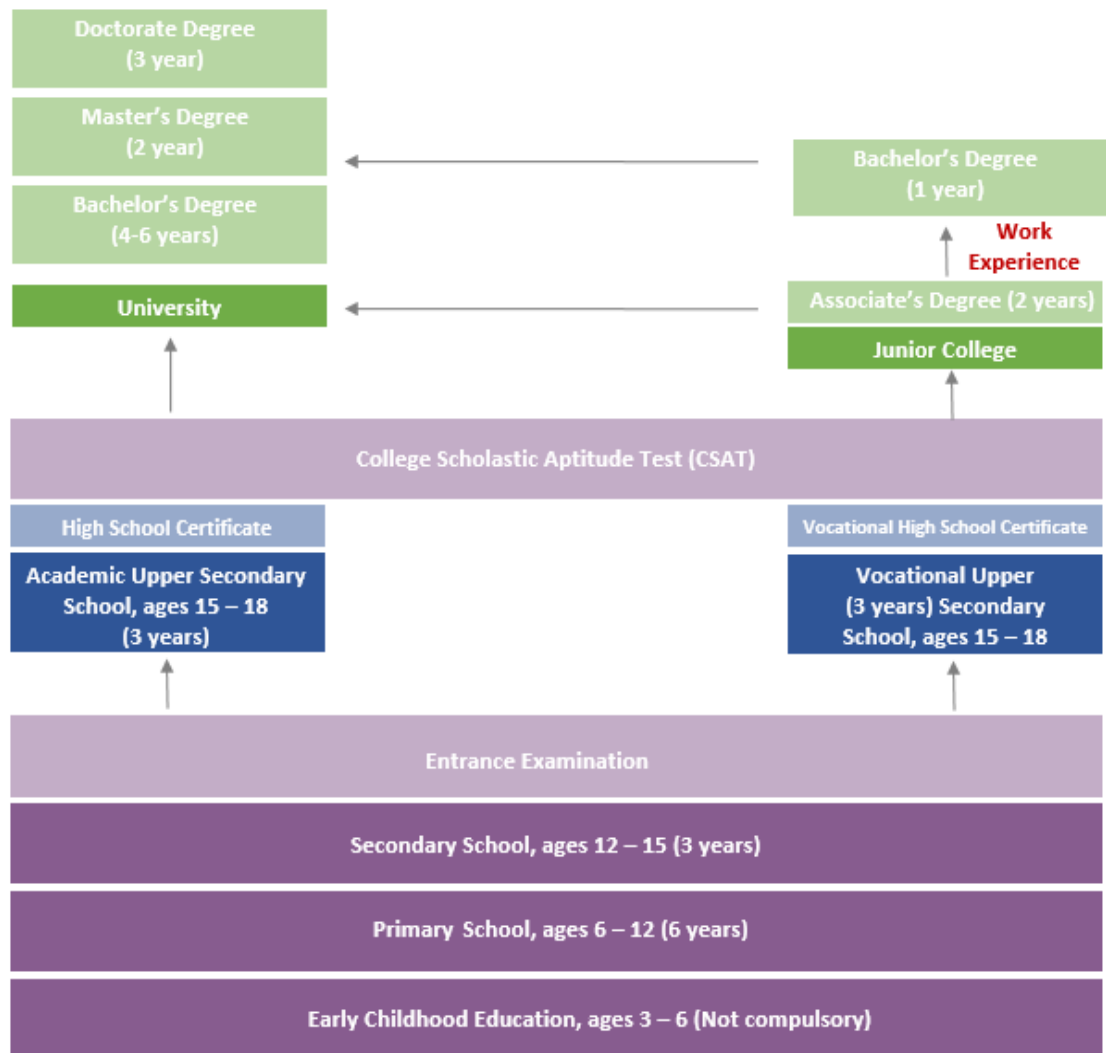 Doctorate Degree
(3 year)
Master's Degree
(2 year)
Bachelor's Degree
(1 year)
Bachelor's Degree
(4-6 years)
Work
Experience
University
Associate's Degree (2 years)
Junior College
College Scholastic Aptitude Test (CSAT)
High School Certificate
Vocational High School Certificate
Academic Upper Secondary
School, ages 15 – 18
(3 years)
Vocational Upper
(3 years) Secondary
School, ages 15 – 18
Entrance Examination
Secondary School, ages 12 – 15 (3 years)
Primary School, ages 6 – 12 (6 years)
Early Childhood Education, ages 3 – 6 (Not compulsory)